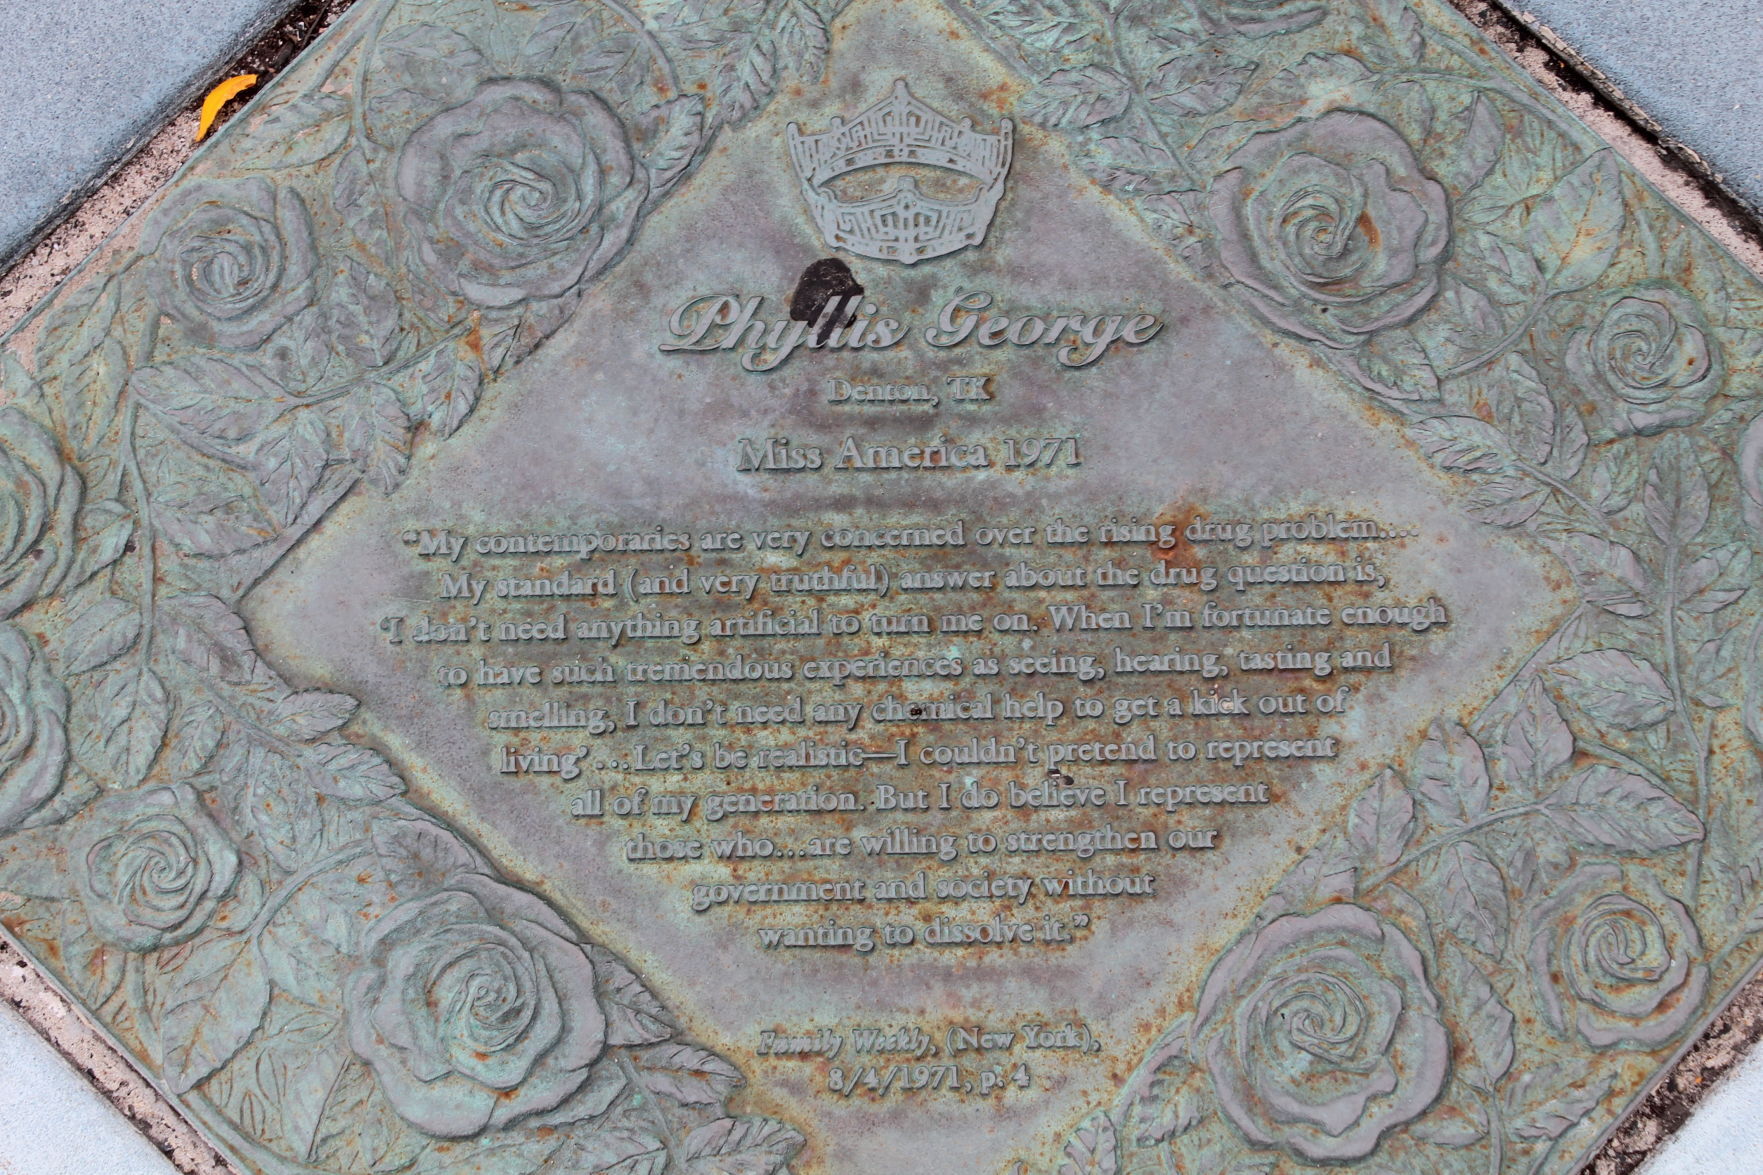 Phyllis George
Denton, TX
Miss America 1971
“My contemporaries are very concerned over the rising drug problem....
My standard (and very truthful) answer about the drug question is,
‘I don’t need anything artificial to turn me on. When I’m fortunate enough
to have such tremendous experiences as seeing, hearing, tasting and
smelling, I don’t need any chemical help to get a kick out of
living’...Let’s be realistic—I couldn’t pretend to represent
all of my generation. But I do believe I represent
those who...are willing to strengthen our
government and society without
wanting to dissolve it.”
Family Weekly, (New York),
8/4/1971, p. 4